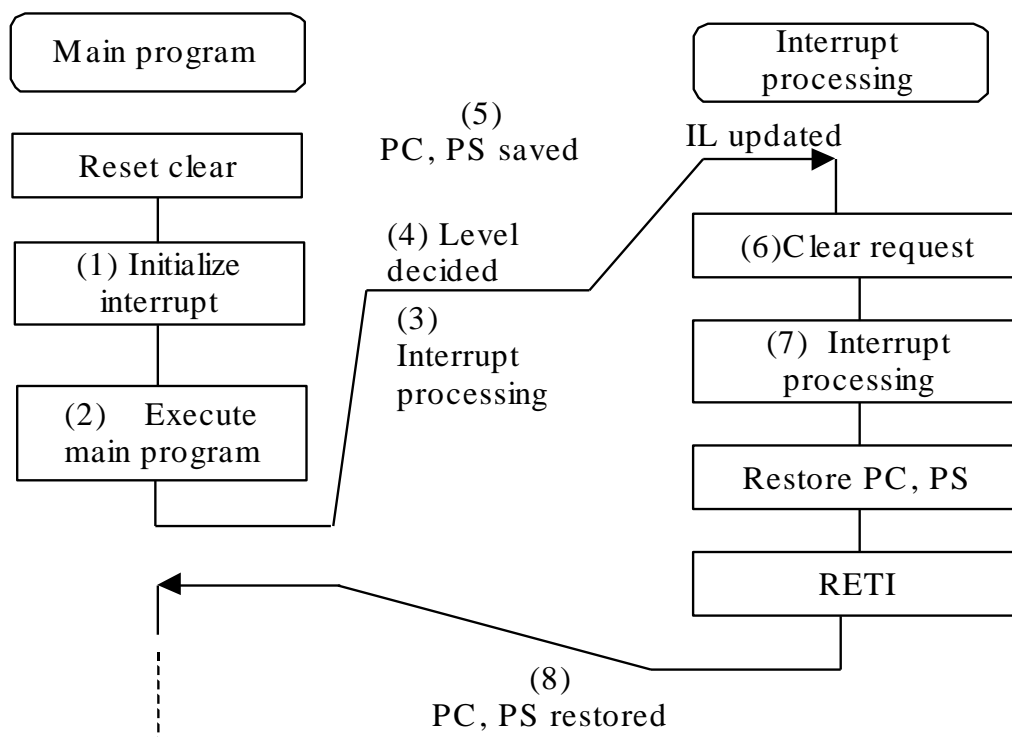 Main program
Interrupt
processing
(5)
PC, PS saved
IL updated
Reset clear
(4) Level
decided
(6)Clear request
(1) Initialize
interrupt
(3)
Interrupt
processing
(7) Interrupt
processing
(2) Execute
main program
Restore PC, PS
RETI
(8)
PC, PS restored